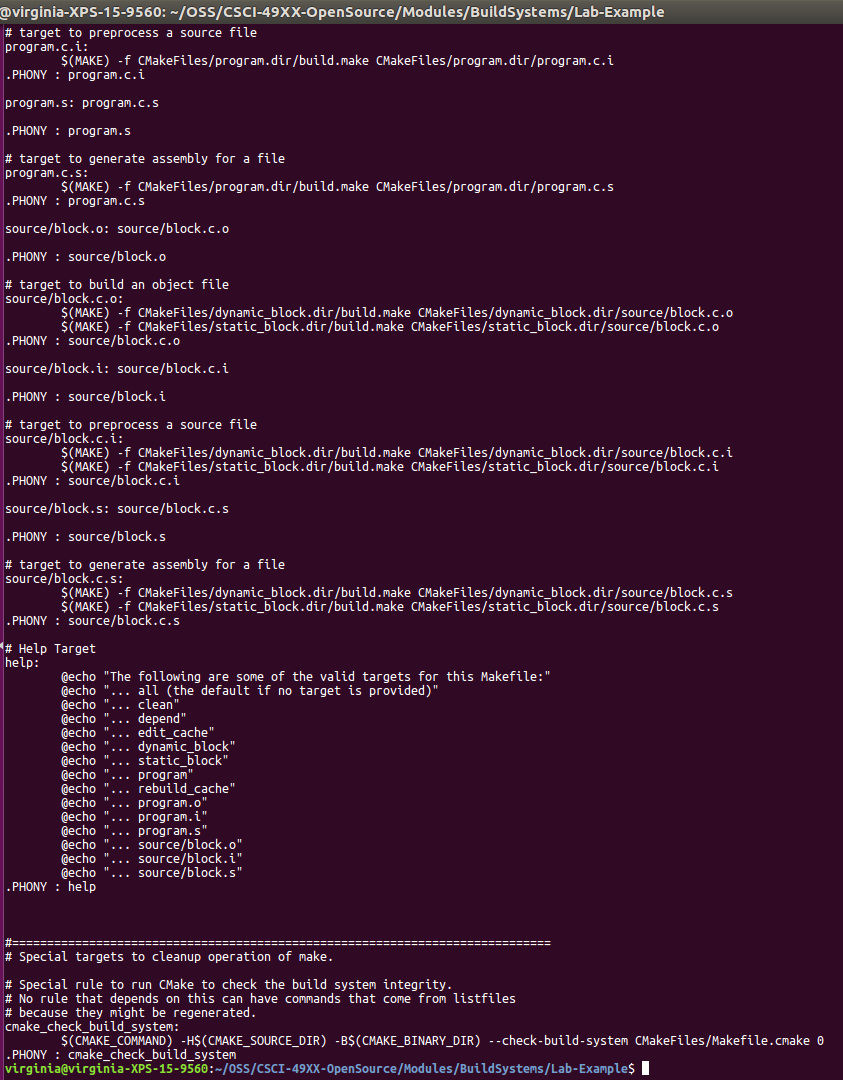 @virginia-XPS-15-9560: ~/OSS/CSCI-49XX-OpenSource/Modules/BuildSystems/Lab-Example
# target to preprocess a source file
program.c.i:
	$(MAKE) -f CMakeFiles/program.dir/build.make CMakeFiles/program.dir/program.c.i
.PHONY : program.c.i

program.s: program.c.s

.PHONY : program.s

# target to generate assembly for a file
program.c.s:
	$(MAKE) -f CMakeFiles/program.dir/build.make CMakeFiles/program.dir/program.c.s
.PHONY : program.c.s

source/block.o: source/block.c.o

.PHONY : source/block.o

# target to build an object file
source/block.c.o:
	$(MAKE) -f CMakeFiles/dynamic_block.dir/build.make CMakeFiles/dynamic_block.dir/source/block.c.o
	$(MAKE) -f CMakeFiles/static_block.dir/build.make CMakeFiles/static_block.dir/source/block.c.o
.PHONY : source/block.c.o

source/block.i: source/block.c.i

.PHONY : source/block.i

# target to preprocess a source file
source/block.c.i:
	$(MAKE) -f CMakeFiles/dynamic_block.dir/build.make CMakeFiles/dynamic_block.dir/source/block.c.i
	$(MAKE) -f CMakeFiles/static_block.dir/build.make CMakeFiles/static_block.dir/source/block.c.i
.PHONY : source/block.c.i

source/block.s: source/block.c.s

.PHONY : source/block.s

# target to generate assembly for a file
source/block.c.s:
	$(MAKE) -f CMakeFiles/dynamic_block.dir/build.make CMakeFiles/dynamic_block.dir/source/block.c.s
	$(MAKE) -f CMakeFiles/static_block.dir/build.make CMakeFiles/static_block.dir/source/block.c.s
.PHONY : source/block.c.s

# Help Target
help:
	@echo "The following are some of the valid targets for this Makefile:"
	@echo "... all (the default if no target is provided)"
	@echo "... clean"
	@echo "... depend"
	@echo "... edit_cache"
	@echo "... dynamic_block"
	@echo "... static_block"
	@echo "... program"
	@echo "... rebuild_cache"
	@echo "... program.o"
	@echo "... program.i"
	@echo "... program.s"
	@echo "... source/block.o"
	@echo "... source/block.i"
	@echo "... source/block.s"
.PHONY : help

#=============================================================================
# Special targets to cleanup operation of make.

# Special rule to run CMake to check the build system integrity.
# No rule that depends on this can have commands that come from listfiles
# because they might be regenerated.
cmake_check_build_system:
	$(CMAKE_COMMAND) -H$(CMAKE_SOURCE_DIR) -B$(CMAKE_BINARY_DIR) --check-build-system CMakeFiles/Makefile.cmake 0
.PHONY : cmake_check_build_system
virginia@virginia-XPS-15-9560:~/OSS/CSCI-49XX-OpenSource/Modules/BuildSystems/Lab-Example$